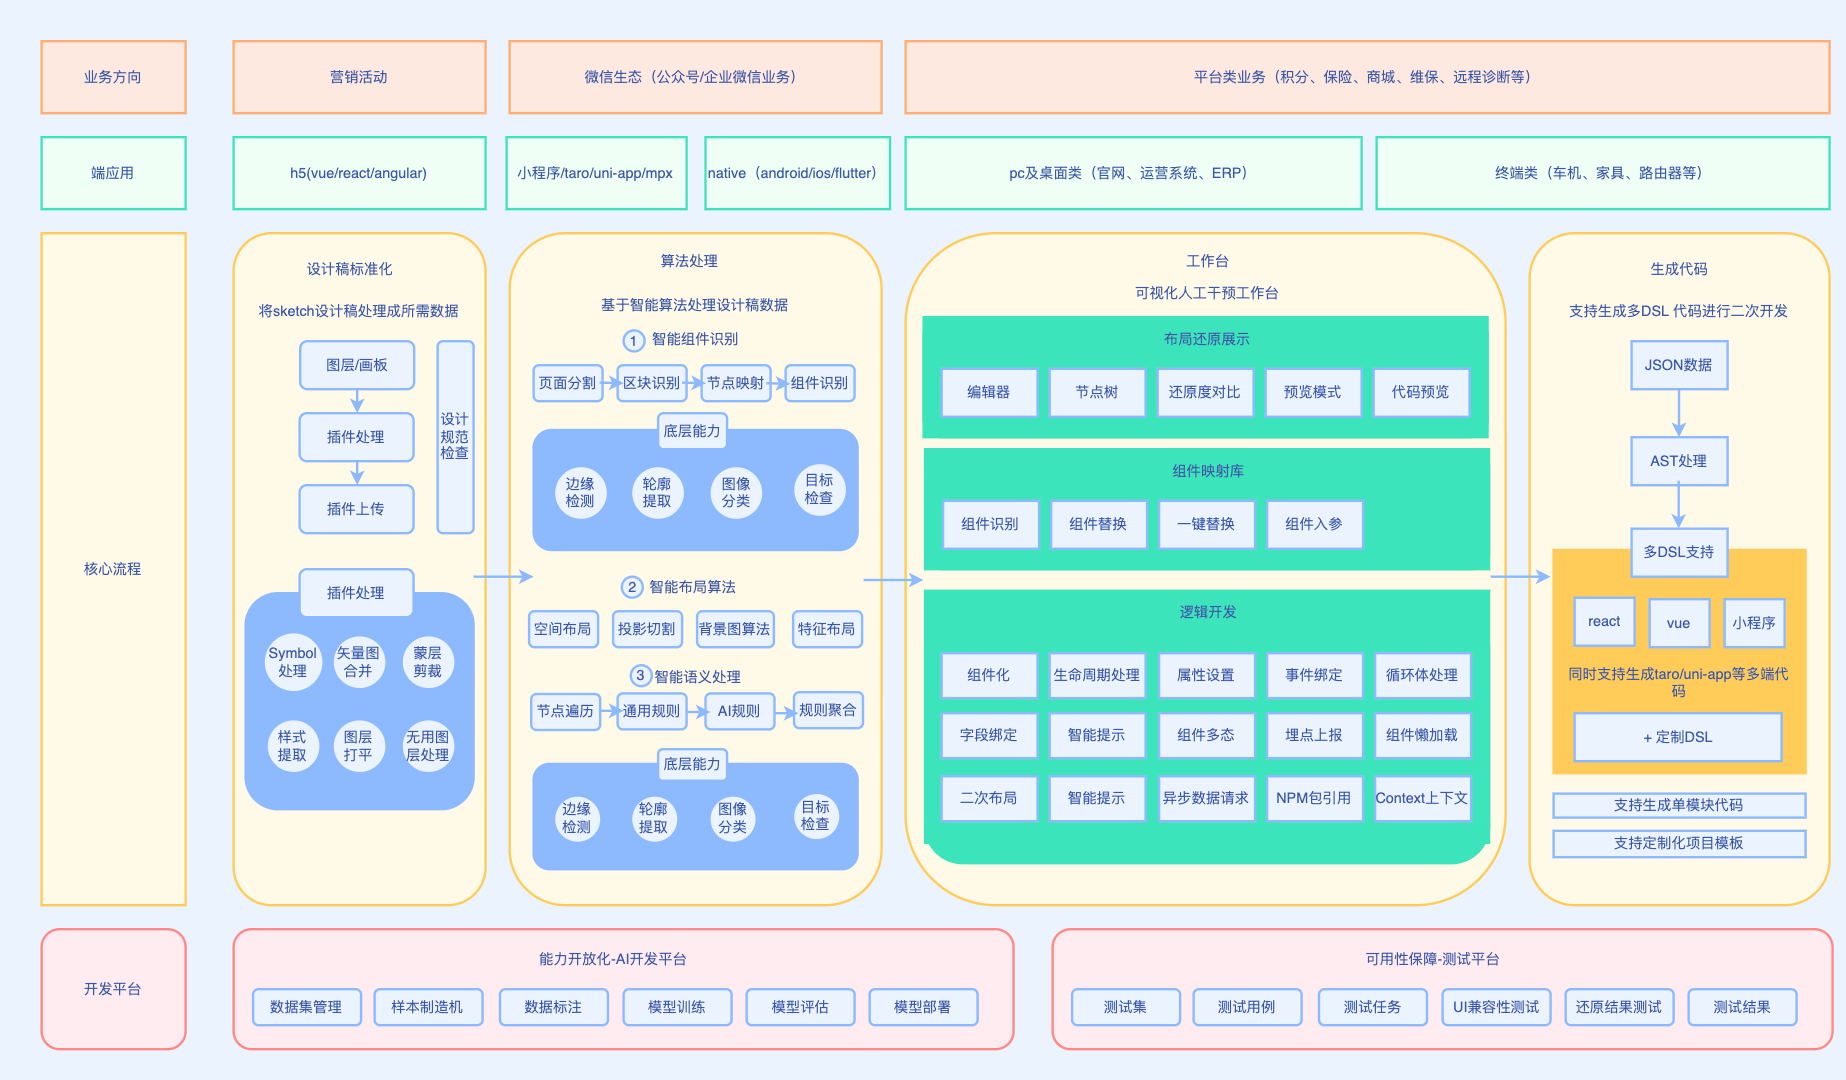 业务方向
营销活动
微信生态（公众号/企业微信业务）
平台类业务（积分、保险、商城、维保、远程诊断等）
端应用
h5(vue/react/angular)
小程序/taro/uni-app/mpx
native（android/ios/flutter）
pc及桌面类（官网、运营系统、ERP）
终端类（车机、家具、路由器等）
核心流程
设计稿标准化
将sketch设计稿处理成所需数据
图层/画板
插件处理
插件上传
设计
规范
检查
插件处理
Symbol
处理
矢量图
合并
蒙层
剪裁
样式
提取
图层
打平
无用图
层处理
算法处理
基于智能算法处理设计稿数据
1
智能组件识别
页面分割
区块识别
节点映射
组件识别
底层能力
边缘
检测
轮廓
提取
图像
分类
目标
检查
2
智能布局算法
空间布局
投影切割
背景图算法
特征布局
3
智能语义处理
节点遍历
通用规则
AI规则
规则聚合
底层能力
边缘
检测
轮廓
提取
图像
分类
目标
检查
工作台
可视化人工干预工作台
布局还原展示
编辑器
节点树
还原度对比
预览模式
代码预览
组件映射库
组件识别
组件替换
一键替换
组件入参
逻辑开发
组件化
生命周期处理
属性设置
事件绑定
循环体处理
字段绑定
智能提示
组件多态
埋点上报
组件懒加载
二次布局
智能提示
异步数据请求
NPM包引用
Context上下文
生成代码
支持生成多DSL 代码进行二次开发
JSON数据
AST处理
多DSL支持
react
vue
小程序
同时支持生成taro/uni-app等多端代
码
+ 定制DSL
支持生成单模块代码
支持定制化项目模板
开发平台
能力开放化-AI开发平台
数据集管理
样本制造机
数据标注
模型训练
模型评估
模型部署
可用性保障-测试平台
测试集
测试用例
测试任务
UI兼容性测试
还原结果测试
测试结果